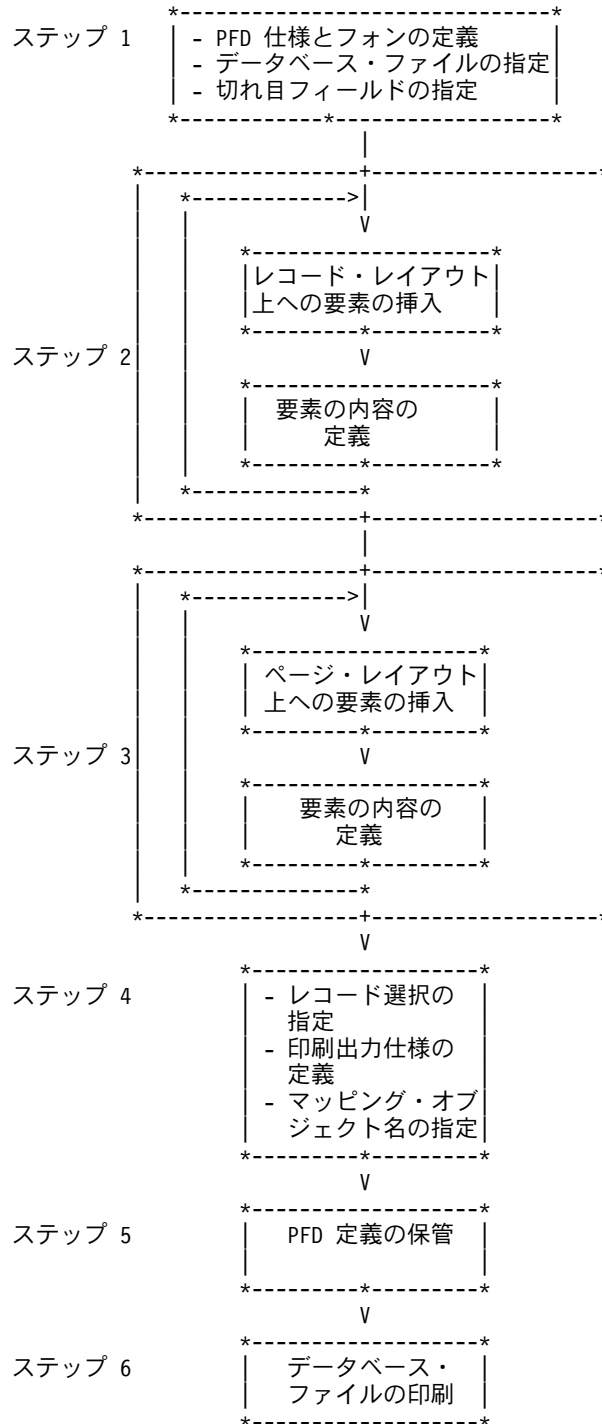 ステップ 1
- PFD 仕様とフォンの定義
- データベース・ファイルの指定
- 切れ目フィールドの指定
ステップ 2
レコード・レイアウト
上への要素の挿入
要素の内容の
定義
ステップ 3
ページ・レイアウト
上への要素の挿入
要素の内容の
定義
ステップ 4
- レコード選択の
指定
- 印刷出力仕様の
定義
- マッピング・オブ
ジェクト名の指定
ステップ 5
PFD 定義の保管
ステップ 6
データベース・
ファイルの印刷